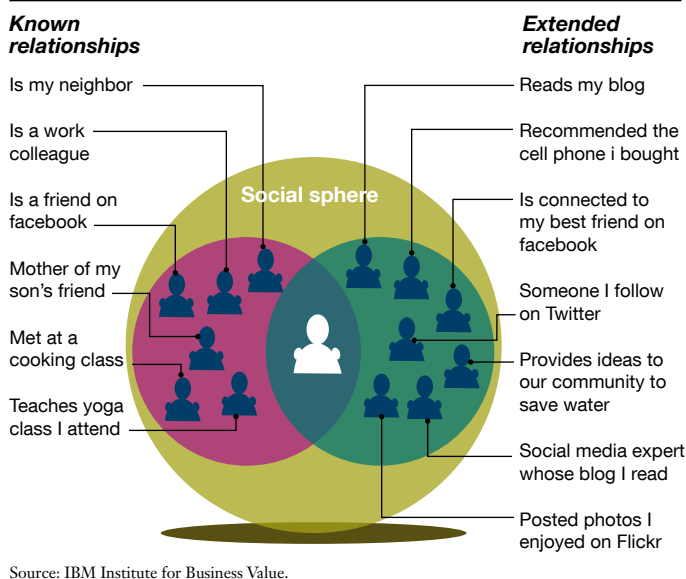 Known
relationships
Is my neighbor
Is a work
colleague
Is a friend on
facebook
Mother of my
son's friend
Met at a
cooking class
Teaches yoga
class I attend
Social sphere
Extended
relationships
Reads my blog
Recommended the
cell phone i bought
Is connected to
my best friend on
facebook
Someone I follow
on Twitter
Provides ideas to
our community to
save water
Social media expert
whose blog I read
Posted photos I
enjoyed on Flickr
Source: IBM Institute for Business Value.